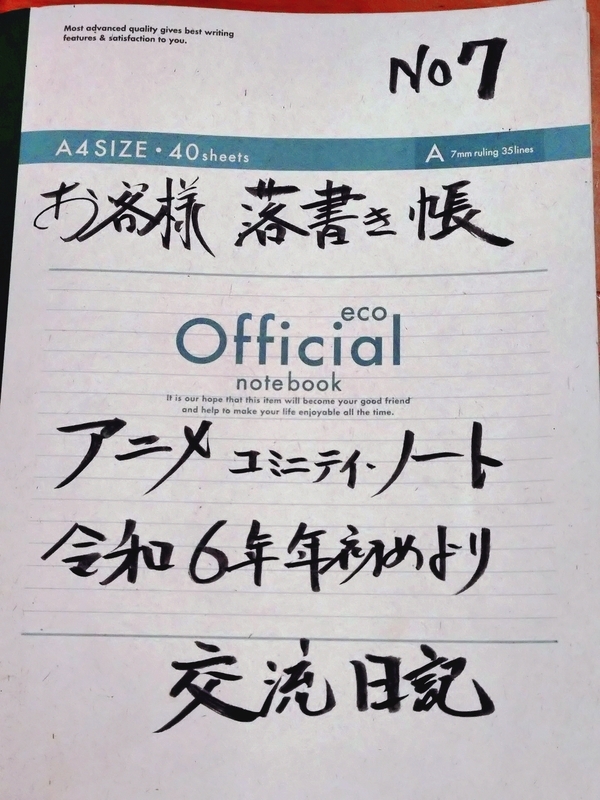 Most advanced quality gives best writing
features & satisfaction to you.
No7
A4SIZE・40sheets
A 7mm ruling 35lines
お客様 落書き帳
eco
Official
notebook
It is our hope that this item will become your good friend
and help to make your life enjoyable all the time.
アニメ コミニティ・ノート
令和6年年初めより
交流日記